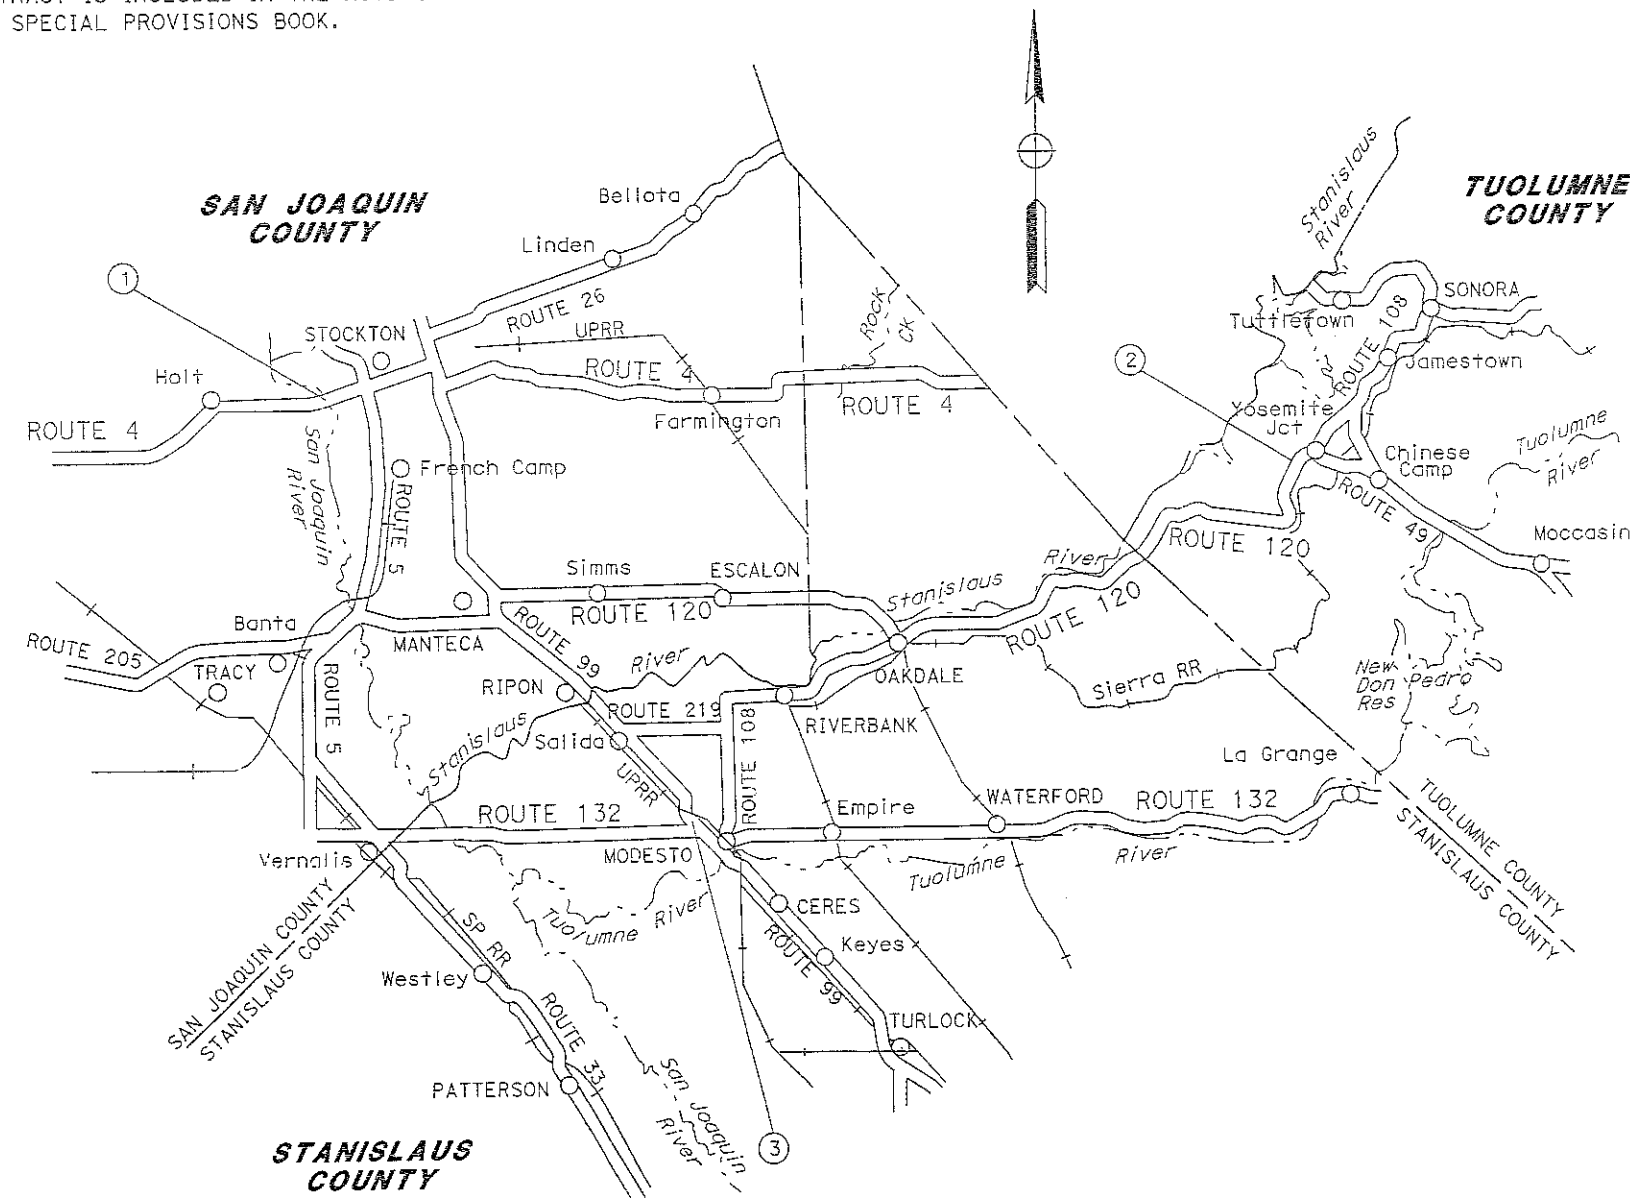 SPECIAL PROVISIONS BOOK.
SAN JOAQUIN
COUNTY
TUOLUMNE
COUNTY
Stanislaus
River
Bellota
Linden
1
ROUTE 26
UPRR
STOCKTON
ROCK
CK
SONORA
Tuttletown
ROUTE 108
Jamestown
2
Holt
ROUTE 4
ROUTE 4
Farmington
ROUTE 4
Yosemite
Jct
Chinese
Camp
Tuolumne
River
San Joaquin
River
French Camp
ROUTE 5
ROUTE 49
Moccasin
ROUTE 120
Simms
ESCALON
ROUTE 120
Stanislaus
River
ROUTE 120
Banta
MANTECA
ROUTE 99
ROUTE 205
TRACY
ROUTE 5
River
OAKDALE
Sierra RR
New
Don Pedro
Res
RIPON
ROUTE 219
ROUTE 108
RIVERBANK
Stanislaus
Salida
UPRR
La Grange
ROUTE 132
Empire
WATERFORD
ROUTE 132
Vernalis
MODESTO
Tuolumne
River
TUOLUMNE COUNTY
STANISLAUS COUNTY
SAN JOAQUIN COUNTY
STANISLAUS COUNTY
SP RR
Tuolumne
River
CERES
Keyes
ROUTE 99
Westley
ROUTE 33
TURLOCK
PATTERSON
San Joaquin
River
3
STANISLAUS
COUNTY